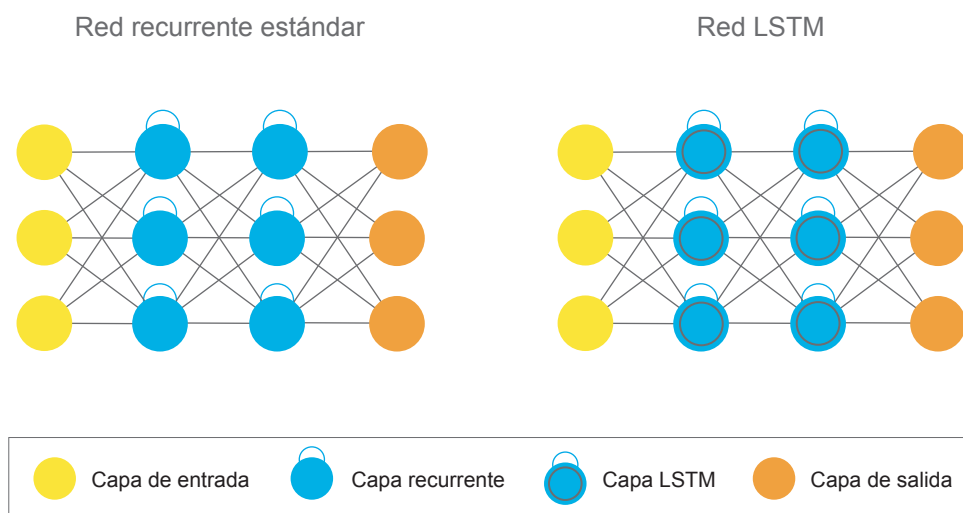 Red recurrente estándar
Red LSTM
Capa de entrada
Capa recurrente
Capa LSTM
Capa de salida